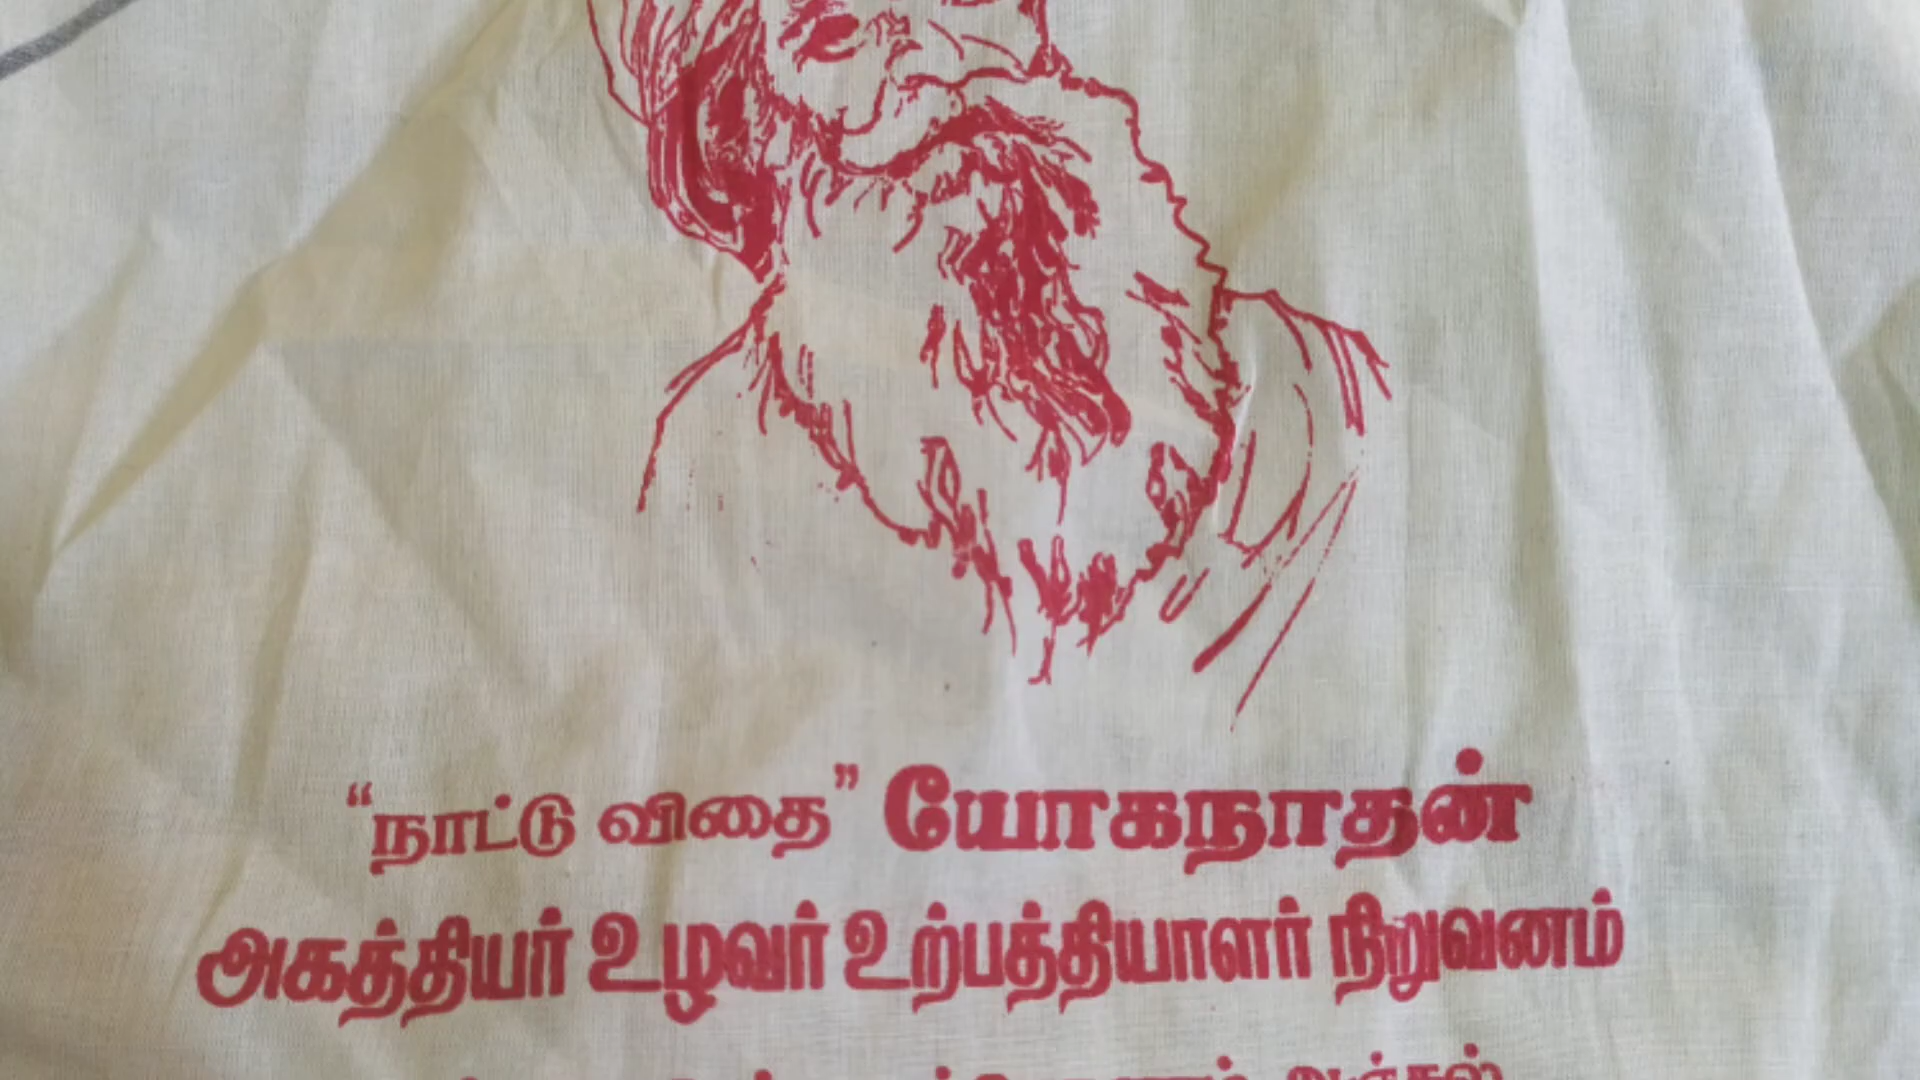 “நாட்டு விதை” யோகநாதன்
அகத்தியர் உழவர் உற்பத்தியாளர் நிறுவனம்